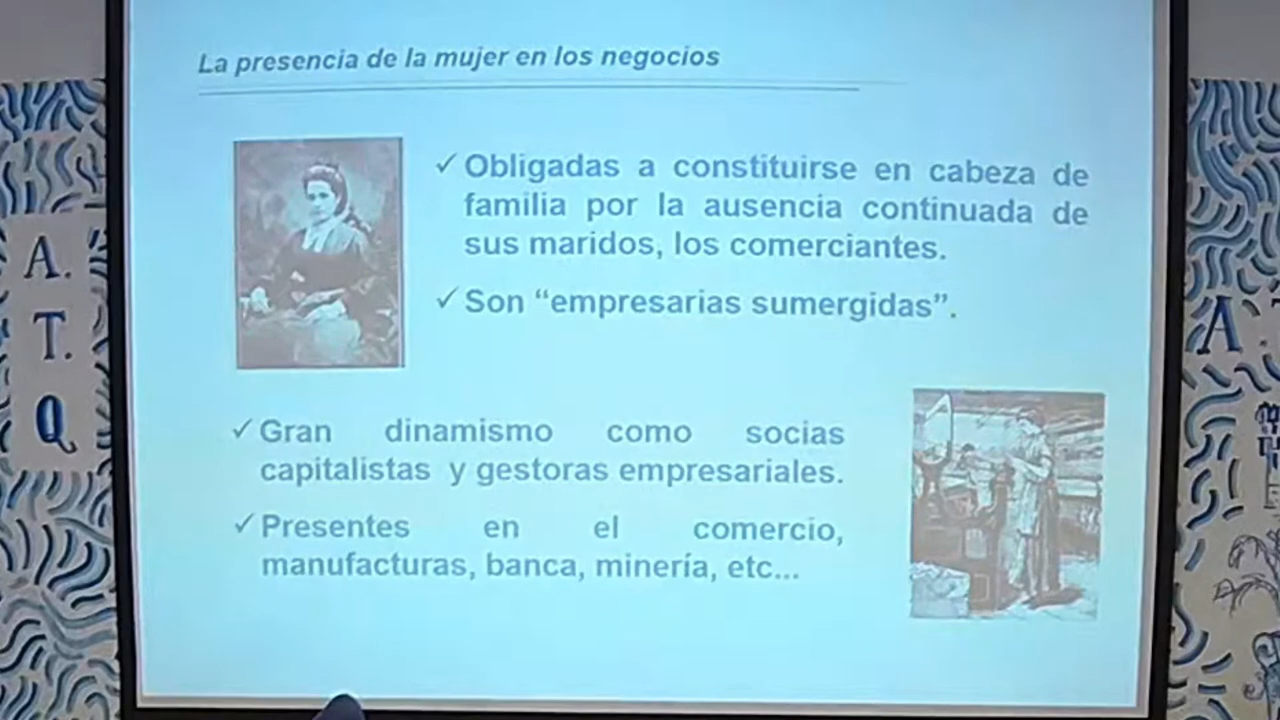 La presencia de la mujer en los negocios
✓ Obligadas a constituirse en cabeza de
familia por la ausencia continuada de
sus maridos, los comerciantes.
✓ Son “empresarias sumergidas”.
✓ Gran dinamismo como socias
capitalistas y gestoras empresariales.
✓ Presentes en el comercio,
manufacturas, banca, minería, etc...
A.
T.
Q
A.